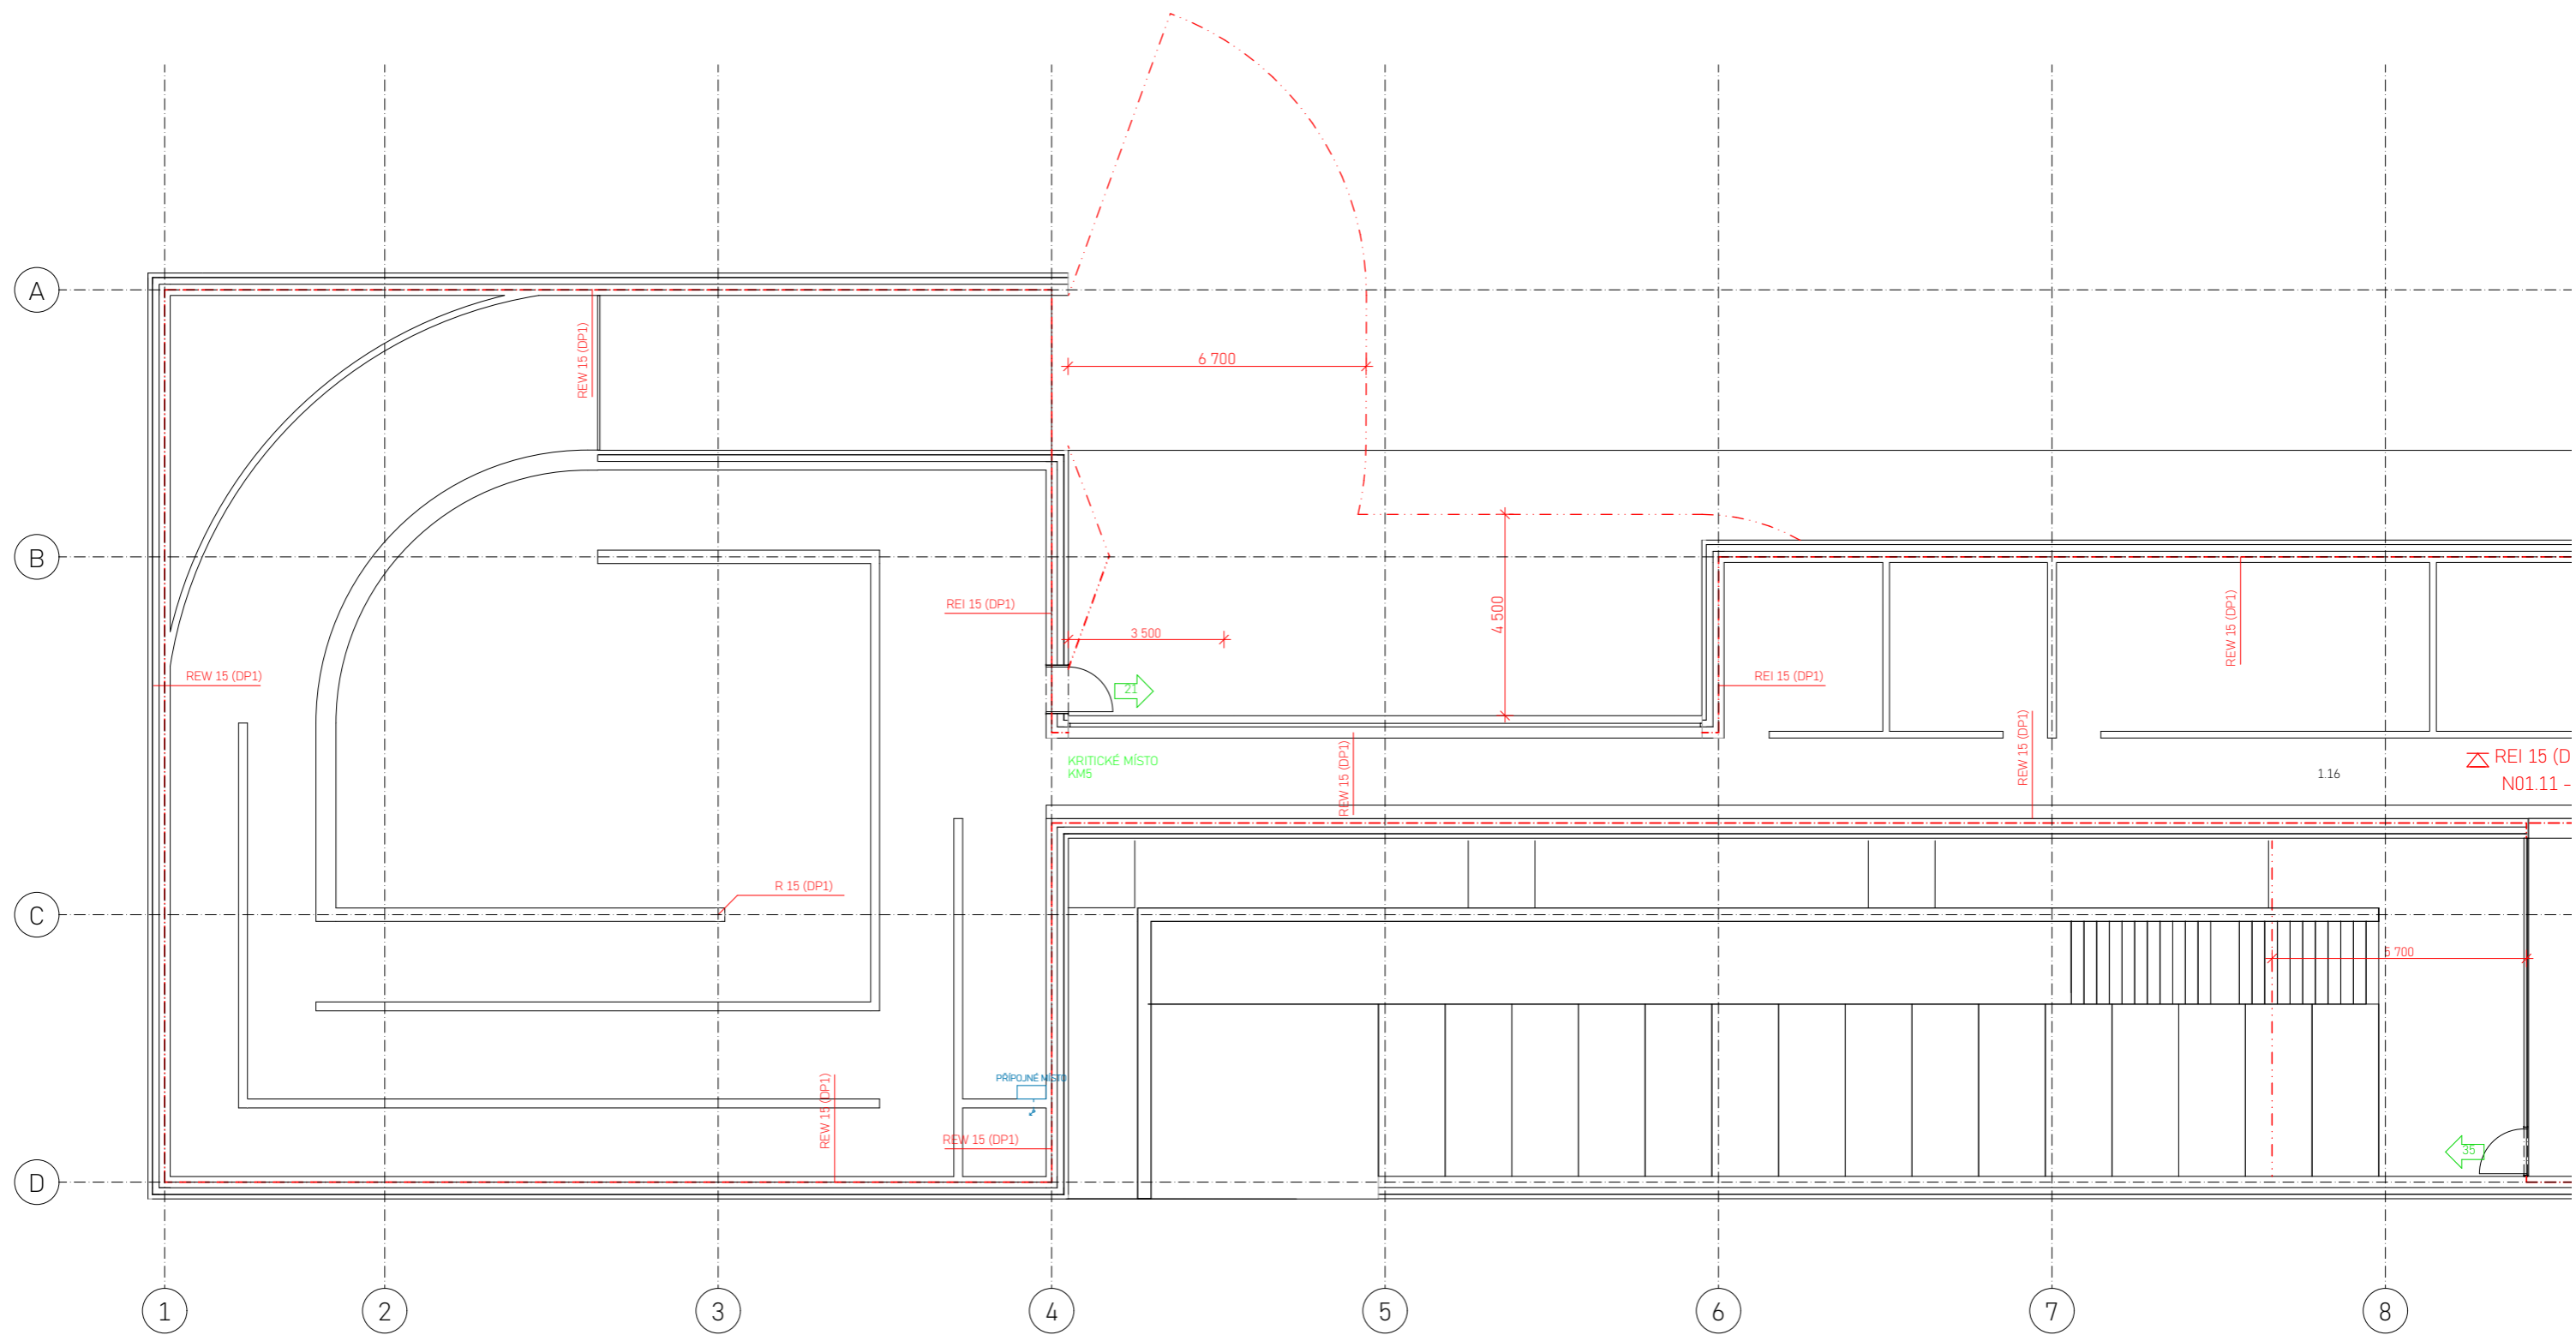 A
6 700
REW 15 (DP1)
B
4 500
REI 15 (DP1)
3 500
REW 15 (DP1)
REW 15 (DP1)
REI 15 (DP1)
21
REW 15 (DP1)
KRITICKÉ MÍSTO
KM5
REW 15 (DP1)
1.16
REI 15 (D
N01.11 -
R 15 (DP1)
C
5 700
PŘÍPOJNÉ MÍSTO
REW 15 (DP1)
REW 15 (DP1)
35
D
1
2
3
4
5
6
7
8